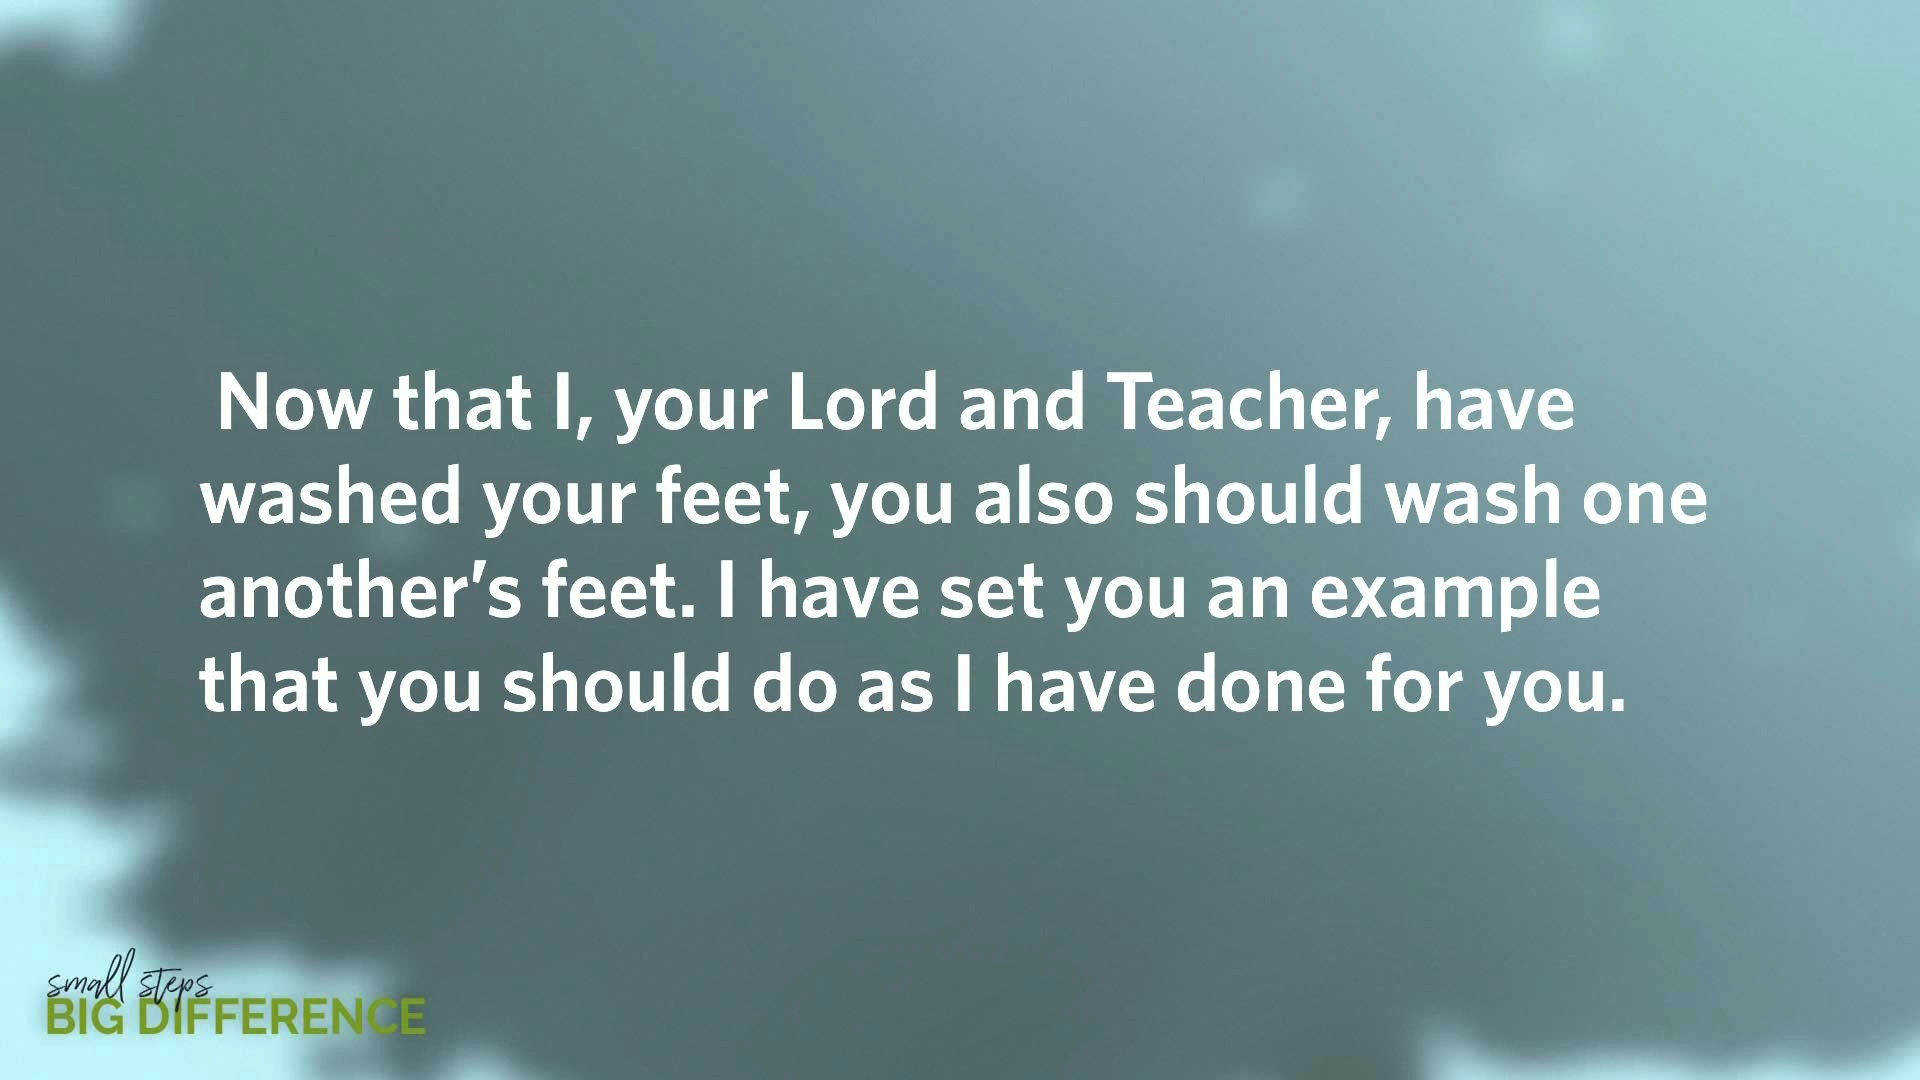 Now that I, your Lord and Teacher, have
washed your feet, you also should wash one
another’s feet. I have set you an example
that you should do as I have done for you.
small steps
BIG DIFFERENCE